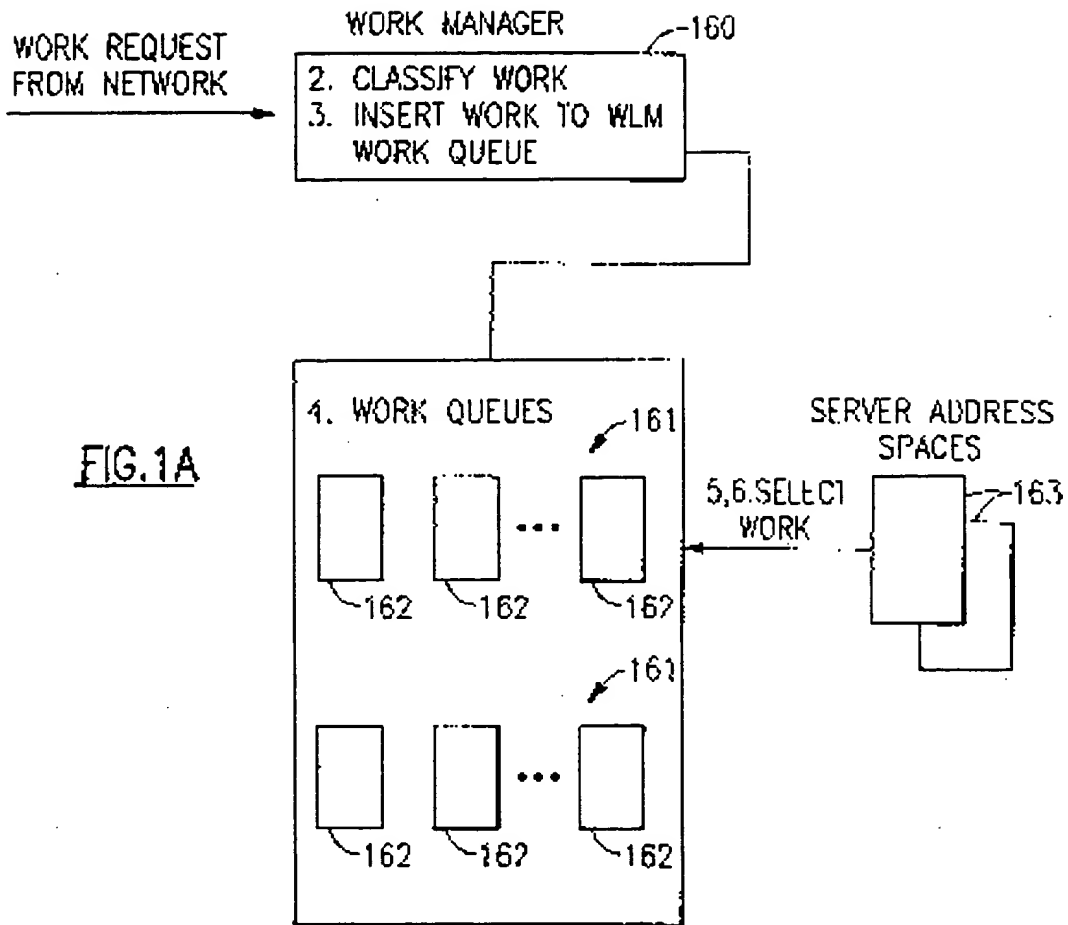 WORK MANAGER
160
WORK REQUEST
FROM NETWORK
2. CLASSIFY WORK
3. INSERT WORK TO WLM
WORK QUEUE
4. WORK QUEUES
161
SERVER ADDRESS
SPACES
FIG.1A
5,6.SELECT
WORK
163
162
162
162
161
162
162
162